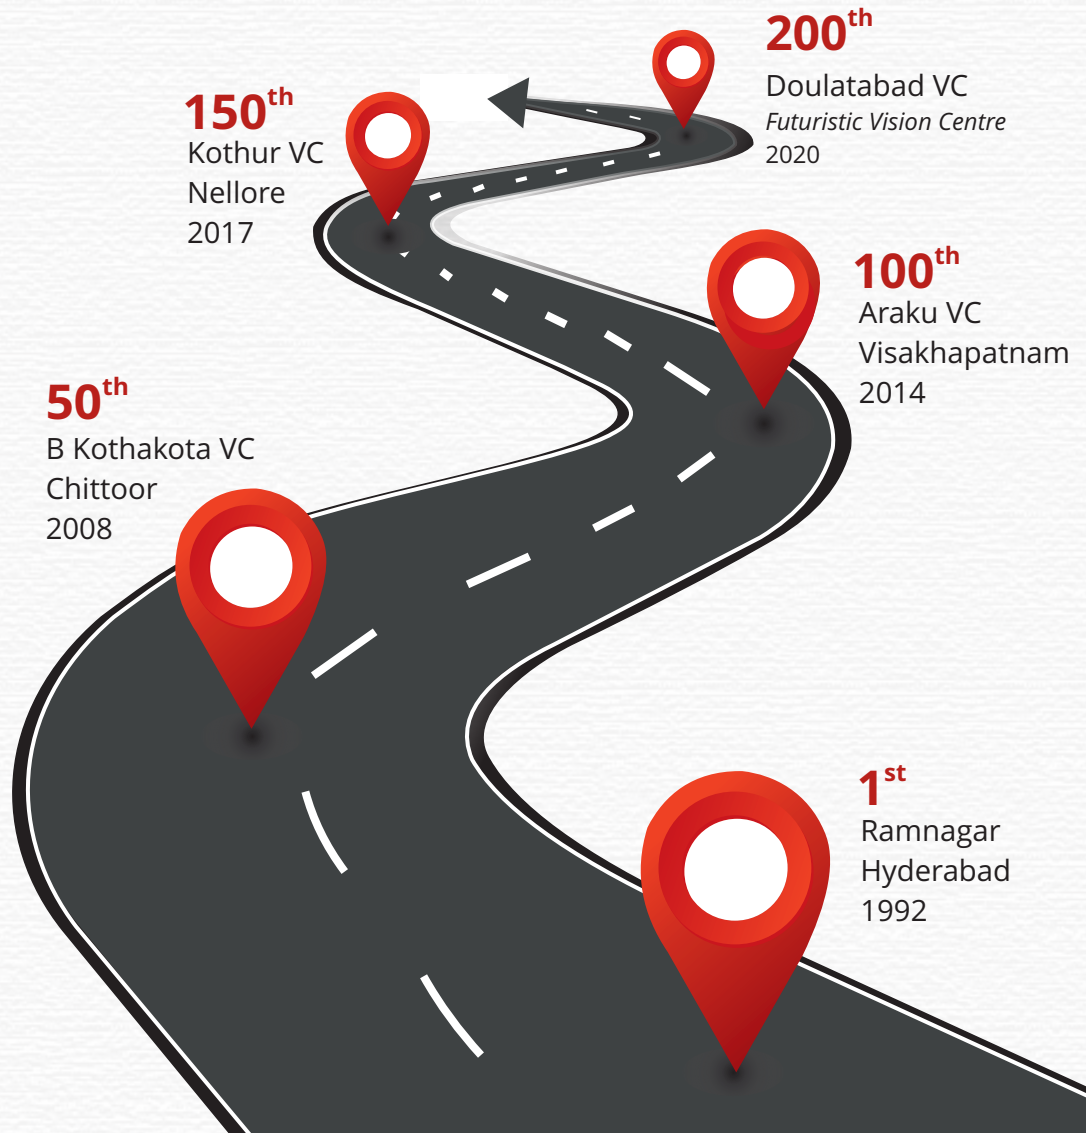 200th
Doulatabad VC
Futuristic Vision Centre
2020
150th
Kothur VC
Nellore
2017
100th
Araku VC
Visakhapatnam
2014
50th
B Kothakota VC
Chittoor
2008
1st
Ramnagar
Hyderabad
1992